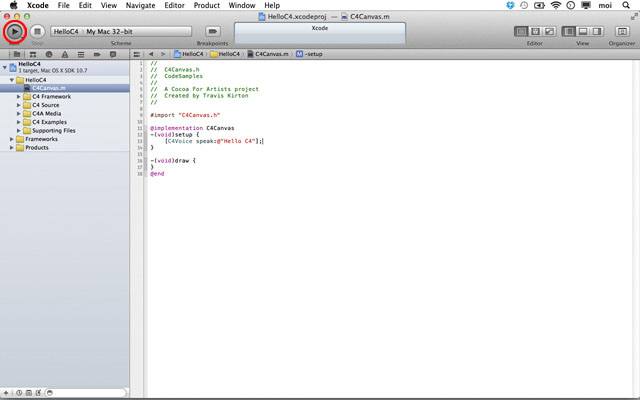 Xcode File Edit View Navigate Editor Product Window Help moi
HelloC4.xcodeproj — C4Canvas.m
HelloC4 My Mac 32-bit
Xcode
Stop Scheme Breakpoints Editor View Organizer
HelloC4 HelloC4 C4Canvas.m -setup
HelloC4
1 target, Mac OS X SDK 10.7
HelloC4
C4Canvas.m
C4 Framework
C4 Source
C4A Media
C4 Examples
Supporting Files
Frameworks
Products
1 //
2 // C4Canvas.h
3 // CodeSamples
4 //
5 // A Cocoa For Artists project
6 // Created by Travis Kirton
7 //
8
9 #import "C4Canvas.h"
10
11 @implementation C4Canvas
12 -(void)setup {
13 [C4Voice speak:@"Hello C4"];
14 }
15
16 -(void)draw {
17 }
18 @end